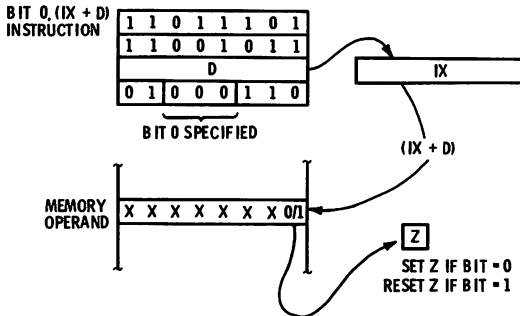 BIT 0, (IX + D)
INSTRUCTION
1 1 0 1 1 1 0 1
1 1 0 0 1 0 1 1
D
0 1 0 0 0 1 1 0
IX
BIT 0 SPECIFIED
(IX + D)
MEMORY
OPERAND
X X X X X X X 0/1
Z
SET Z IF BIT = 0
RESET Z IF BIT = 1